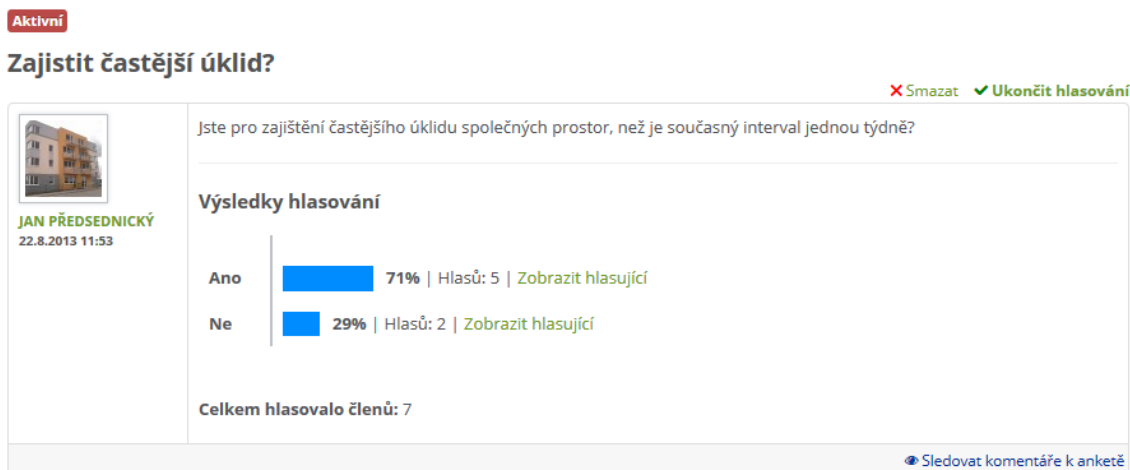 Aktivní
Zajistit častější úklid?
Smazat Ukončit hlasování
Jste pro zajištění častějšího úklidu společných prostor, než je současný interval jednou týdně?
JAN PŘEDSEDNICKÝ
22.8.2013 11:53
Výsledky hlasování
Ano 71% | Hlasů: 5 | Zobrazit hlasující
Ne 29% | Hlasů: 2 | Zobrazit hlasující
Celkem hlasovalo členů: 7
Sledovat komentáře k anketě